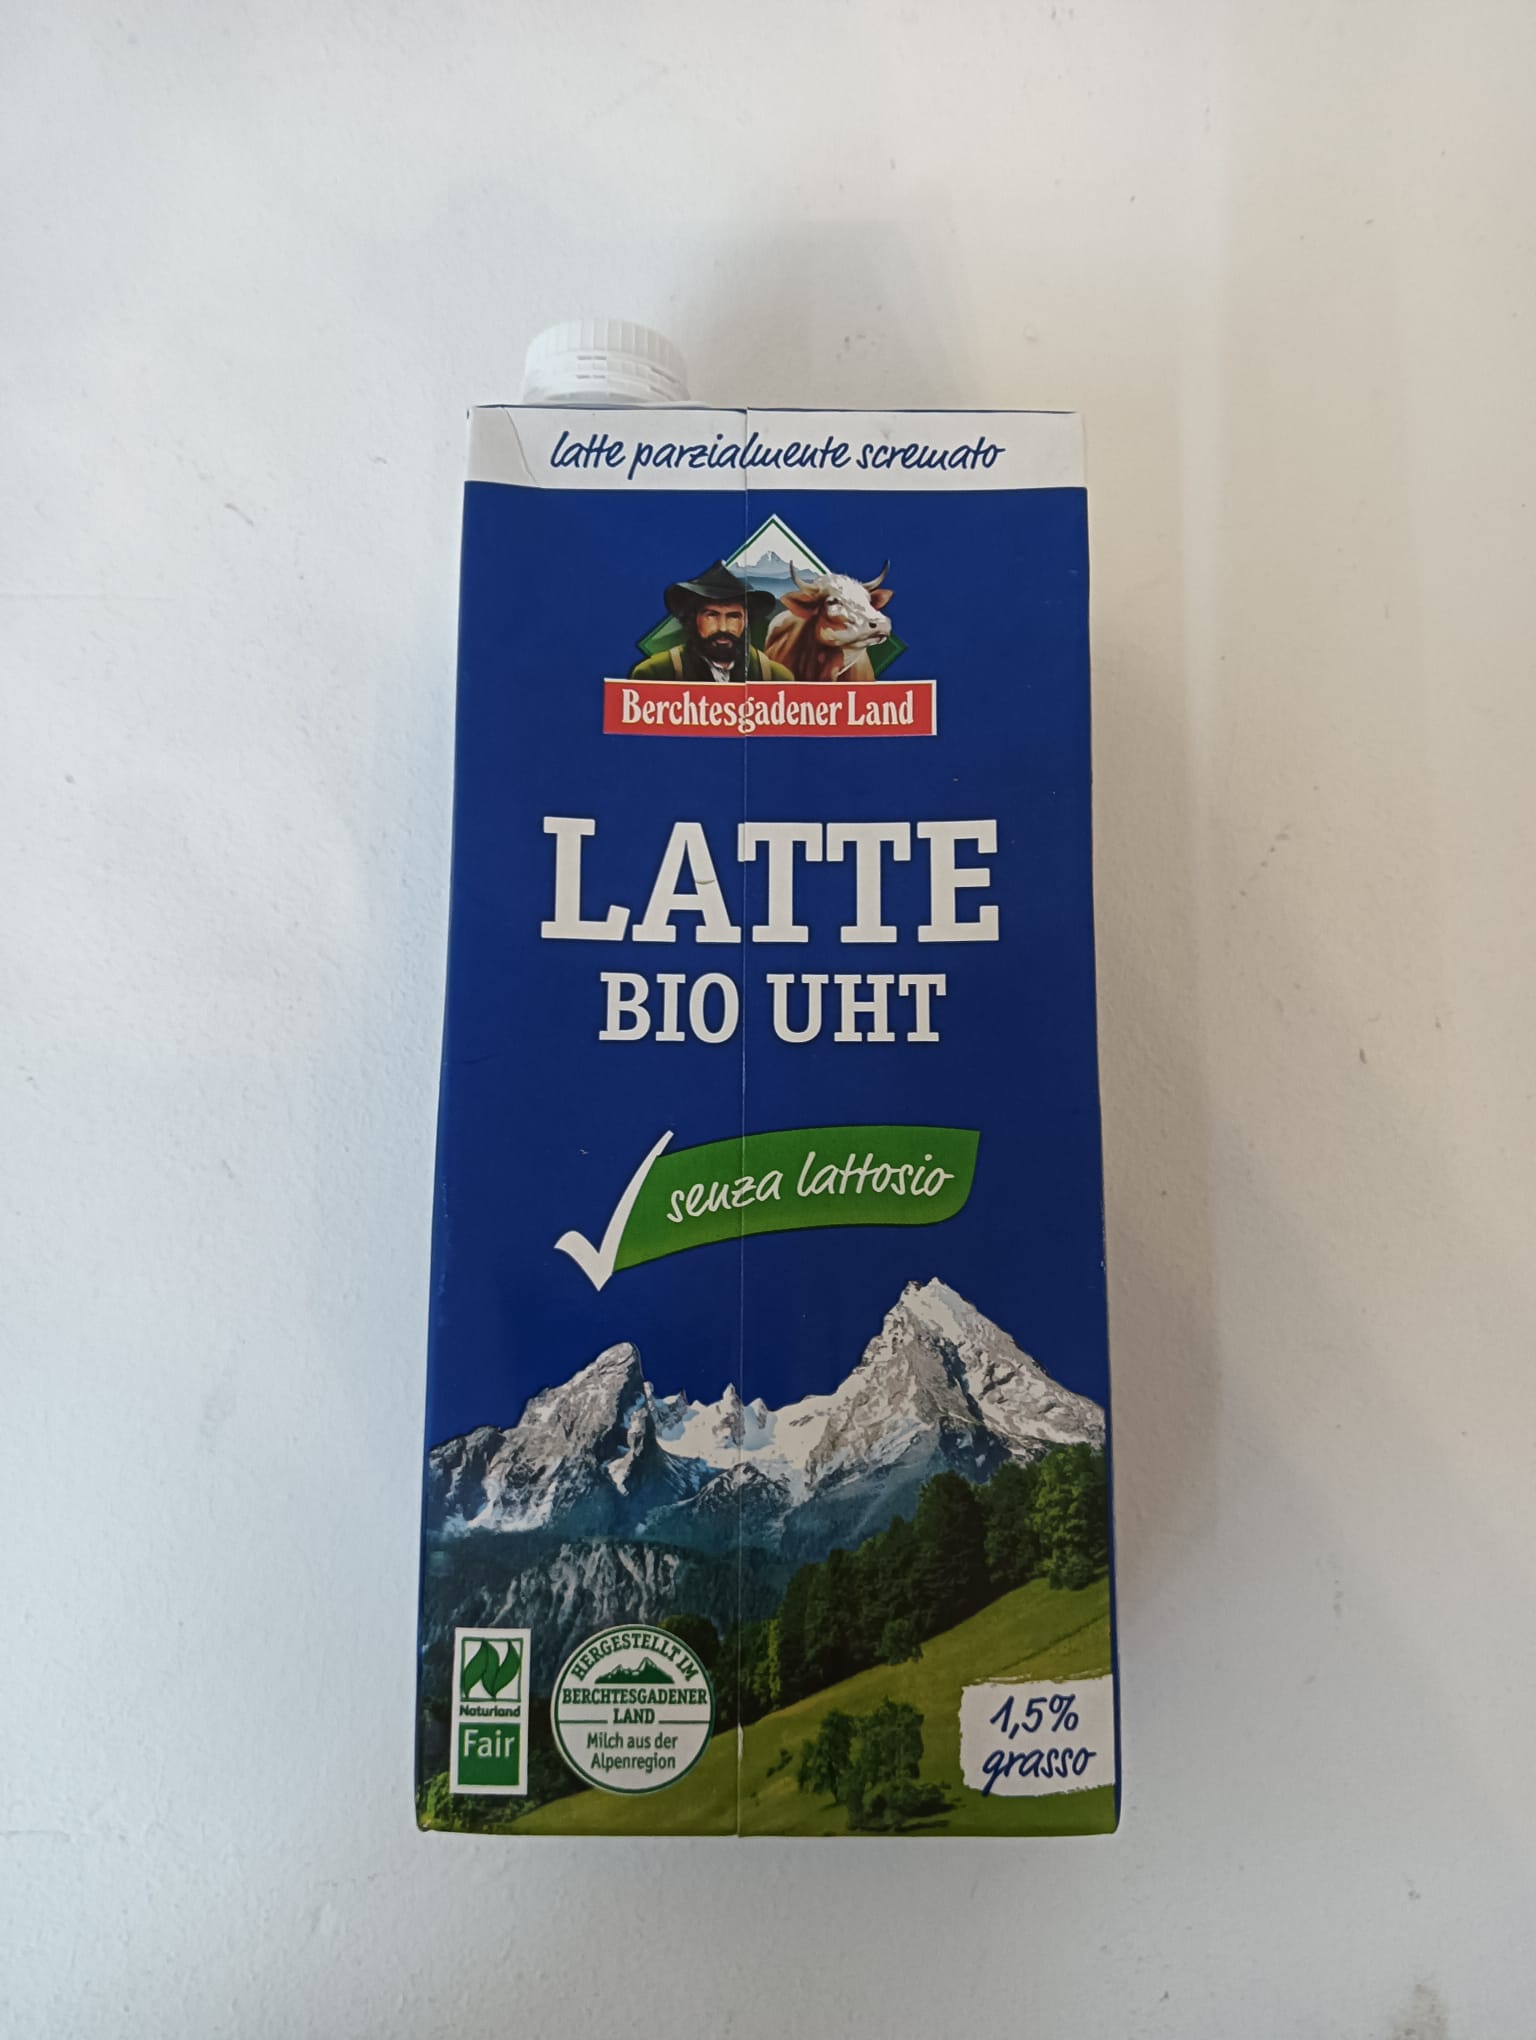 latte parzialmente scremato
Berchtesgadener Land
LATTE
BIO UHT
senza lattosio
Naturland
Fair
HERGESTELLT IM
BERCHTESGADENER
LAND
Milch aus der
Alpenregion
1,5%
grasso